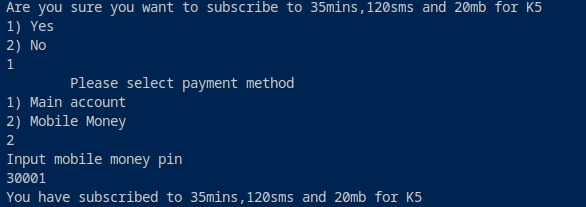 Are you sure you want to subscribe to 35mins,120sms and 20mb for K5
1) Yes
2) No
1
Please select payment method
1) Main account
2) Mobile Money
2
Input mobile money pin
30001
You have subscribed to 35mins,120sms and 20mb for K5